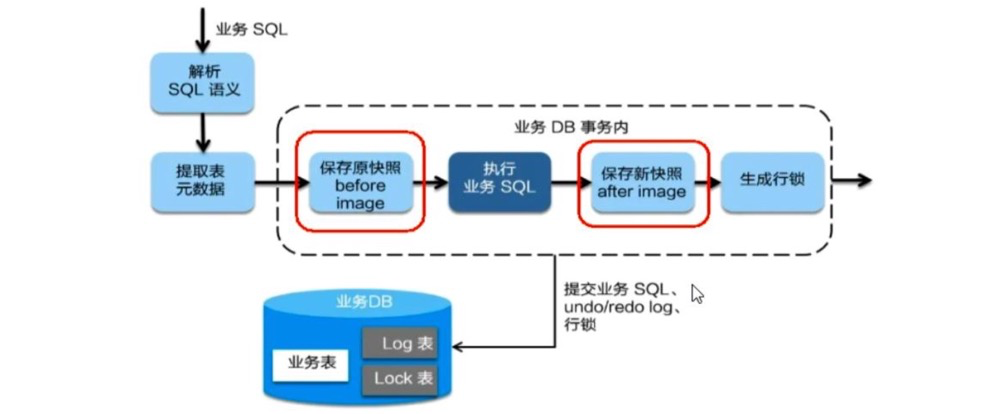 业务 SQL
解析
SQL 语义
提取表
元数据
业务 DB 事务内
保存原快照
before
image
执行
业务 SQL
保存新快照
after image
生成行锁
提交业务 SQL、
undo/redo log、
行锁
业务DB
业务表
Log 表
Lock 表